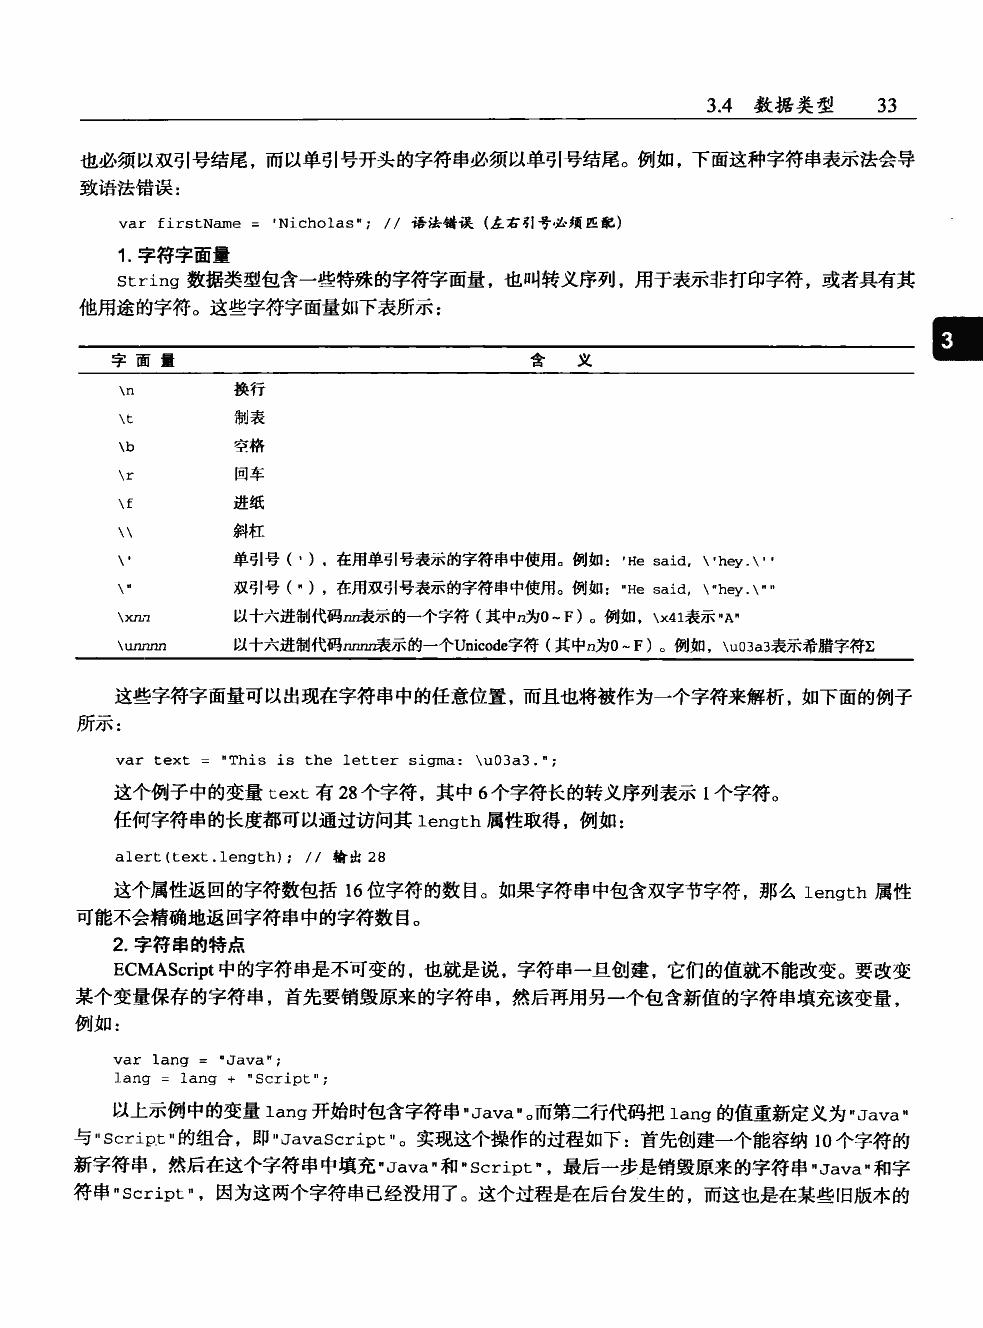 3.4 数据类型 33
也必须以双引号结尾，而以单引号开头的字符串必须以单引号结尾。例如，下面这种字符串表示法会导
致语法错误：
var firstName = 'Nicholas"; // 语法错误（左右引号必须匹配）
1. 字符字面量
String 数据类型包含一些特殊的字符字面量，也叫转义序列，用于表示非打印字符，或者具有其
他用途的字符。这些字符字面量如下表所示：
3
字 面 量 含 义
\n 换行
\t 制表
\b 空格
\r 回车
\f 进纸
\\ 斜杠
\' 单引号（'），在用单引号表示的字符串中使用。例如：'He said, \'hey.\''
\" 双引号（"），在用双引号表示的字符串中使用。例如："He said, \"hey.\""
\xnn 以十六进制代码nn表示的一个字符（其中n为0～F）。例如，\x41表示"A"
\unnnn 以十六进制代码nnnn表示的一个Unicode字符（其中n为0～F）。例如，\u03a3表示希腊字符Σ
这些字符字面量可以出现在字符串中的任意位置，而且也将被作为一个字符来解析，如下面的例子
所示：
var text = "This is the letter sigma: \u03a3.";
这个例子中的变量 text 有 28 个字符，其中 6 个字符长的转义序列表示 1 个字符。
任何字符串的长度都可以通过访问其 length 属性取得，例如：
alert(text.length); // 输出 28
这个属性返回的字符数包括 16 位字符的数目。如果字符串中包含双字节字符，那么 length 属性
可能不会精确地返回字符串中的字符数目。
2. 字符串的特点
ECMAScript 中的字符串是不可变的，也就是说，字符串一旦创建，它们的值就不能改变。要改变
某个变量保存的字符串，首先要销毁原来的字符串，然后再用另一个包含新值的字符串填充该变量，
例如：
var lang = "Java";
lang = lang + "Script";
以上示例中的变量 lang 开始时包含字符串"Java"。而第二行代码把 lang 的值重新定义为"Java"
与"Script"的组合，即"JavaScript"。实现这个操作的过程如下：首先创建一个能容纳 10 个字符的
新字符串，然后在这个字符串中填充"Java"和"Script"，最后一步是销毁原来的字符串"Java"和字
符串"Script"，因为这两个字符串已经没用了。这个过程是在后台发生的，而这也是在某些旧版本的